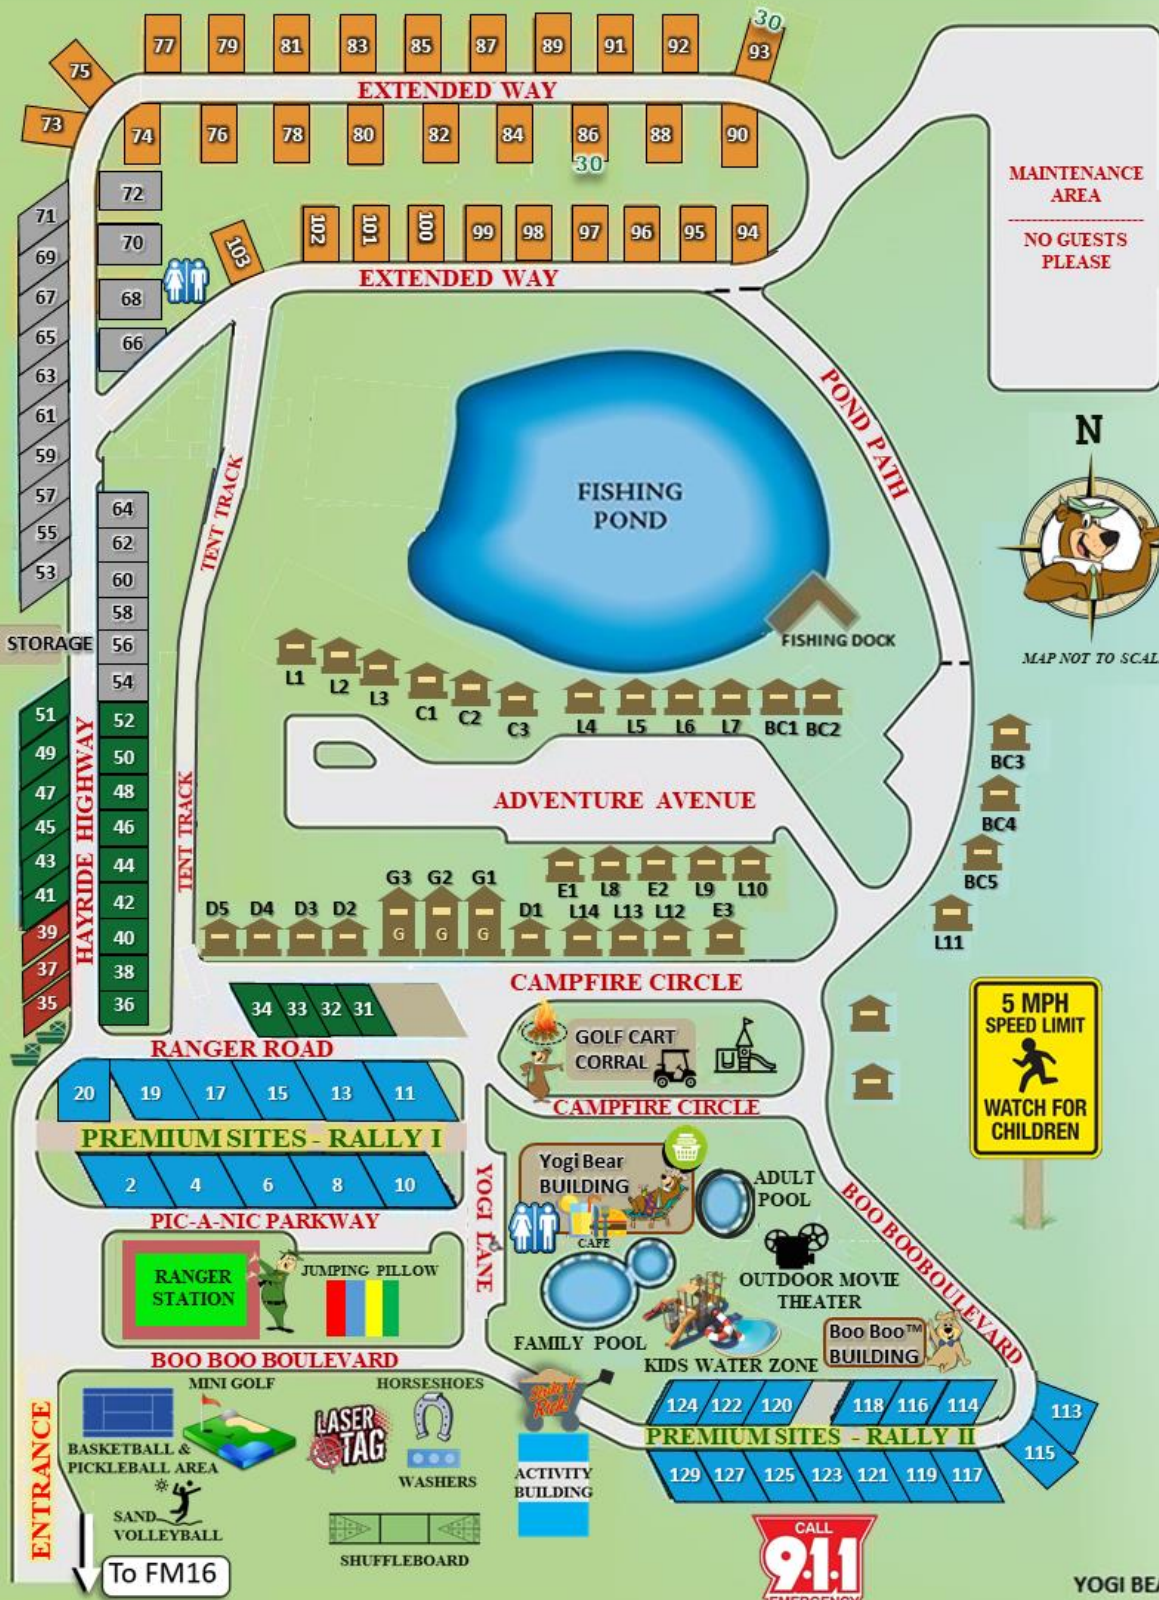 30
77 79 81 83 85 87 89 91 92 93
75
EXTENDED WAY
73
74 76 78 80 82 84 86 88 90
30
MAINTENANCE
AREA
NO GUESTS
PLEASE
72
71
70
69
68
67
66
65
63
61
59
57
55
53
103 102 101 100 99 98 97 96 95 94
EXTENDED WAY
POND PATH
N
MAP NOT TO SCAL
TENT TRACK
FISHING
POND
FISHING DOCK
64
62
60
58
56
54
STORAGE
L1 L2 L3 C1 C2 C3 L4 L5 L6 L7 BC1 BC2
BC3
BC4
BC5
L11
51
49
47
45
43
41
39
37
35
HAYRIDE HIGHWAY
52
50
48
46
44
42
40
38
36
TENT TRACK
ADVENTURE AVENUE
E1 L8 E2 L9 L10
G3 G2 G1
D5 D4 D3 D2
G G G
D1 L14 L13 L12 E3
CAMPFIRE CIRCLE
34 33 32 31
GOLF CART
CORRAL
5 MPH
SPEED LIMIT
WATCH FOR
CHILDREN
RANGER ROAD
CAMPFIRE CIRCLE
20 19 17 15 13 11
PREMIUM SITES - RALLY I
2 4 6 8 10
YOGI LANE
Yogi Bear
BUILDING
CAFE
ADULT
POOL
BOO BOO BOULEVARD
PIC-A-NIC PARKWAY
RANGER
STATION
JUMPING PILLOW
OUTDOOR MOVIE
THEATER
FAMILY POOL
KIDS WATER ZONE
Boo Boo™
BUILDING
BOO BOO BOULEVARD
ENTRANCE
MINI GOLF
HORSESHOES
LASER
TAG
BASKETBALL &
PICKLEBALL AREA
WASHERS
SAND
VOLLEYBALL
SHUFFLEBOARD
ACTIVITY
BUILDING
124 122 120 118 116 114
113
PREMIUM SITES - RALLY II
115
129 127 125 123 121 119 117
To FM16
CALL
9·1·1
EMERGENCY
YOGI BEA